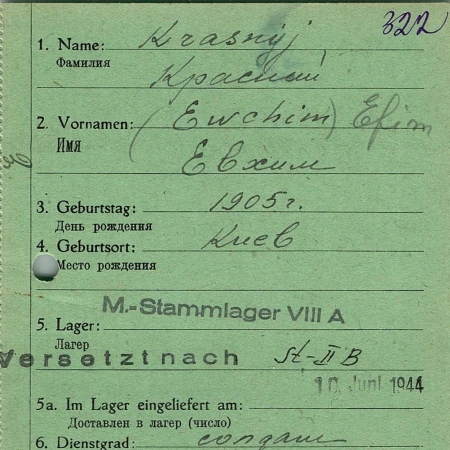 322
1. Name: Krasnyj
Фамилия
Красный
2. Vornamen: (Ewchim) Efim
Имя
Евхим
3. Geburtstag: 1905 г.
День рождения
4. Geburtsort: Киев
Место рождения
M.-Stammlager VIII A
5. Lager:
Лагер
Versetzt nach St-II B
10. Juni 1944
5a. Im Lager eingeliefert am:
Доставлен в лагер (число)
6. Dienstgrad: солдат